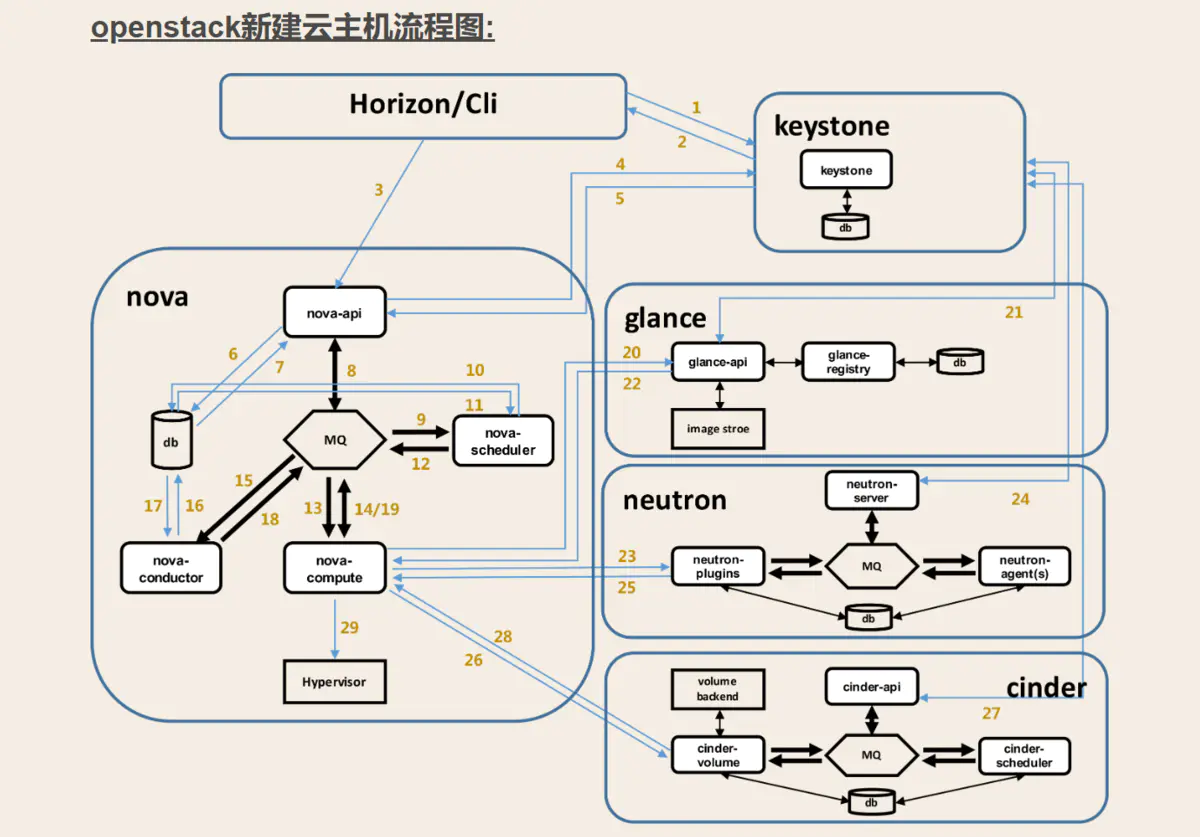 openstack新建云主机流程图:
Horizon/Cli
1
2
3
4
5
keystone
keystone
db
nova
nova-api
6
7
8
10
11
9
12
db
MQ
nova-
scheduler
15
18
13
14/19
17
16
nova-
conductor
nova-
compute
29
Hypervisor
28
26
glance
21
20
22
glance-api
glance-
registry
db
image stroe
neutron
neutron-
server
24
23
25
neutron-
plugins
MQ
neutron-
agent(s)
db
cinder
volume
backend
cinder-api
27
cinder-
volume
MQ
cinder-
scheduler
db